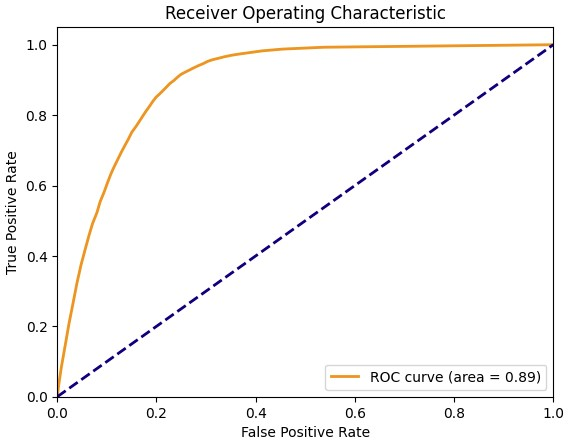 Receiver Operating Characteristic
1.0
0.8
0.6
0.4
0.2
0.0
True Positive Rate
ROC curve (area = 0.89)
0.0 0.2 0.4 0.6 0.8 1.0
False Positive Rate